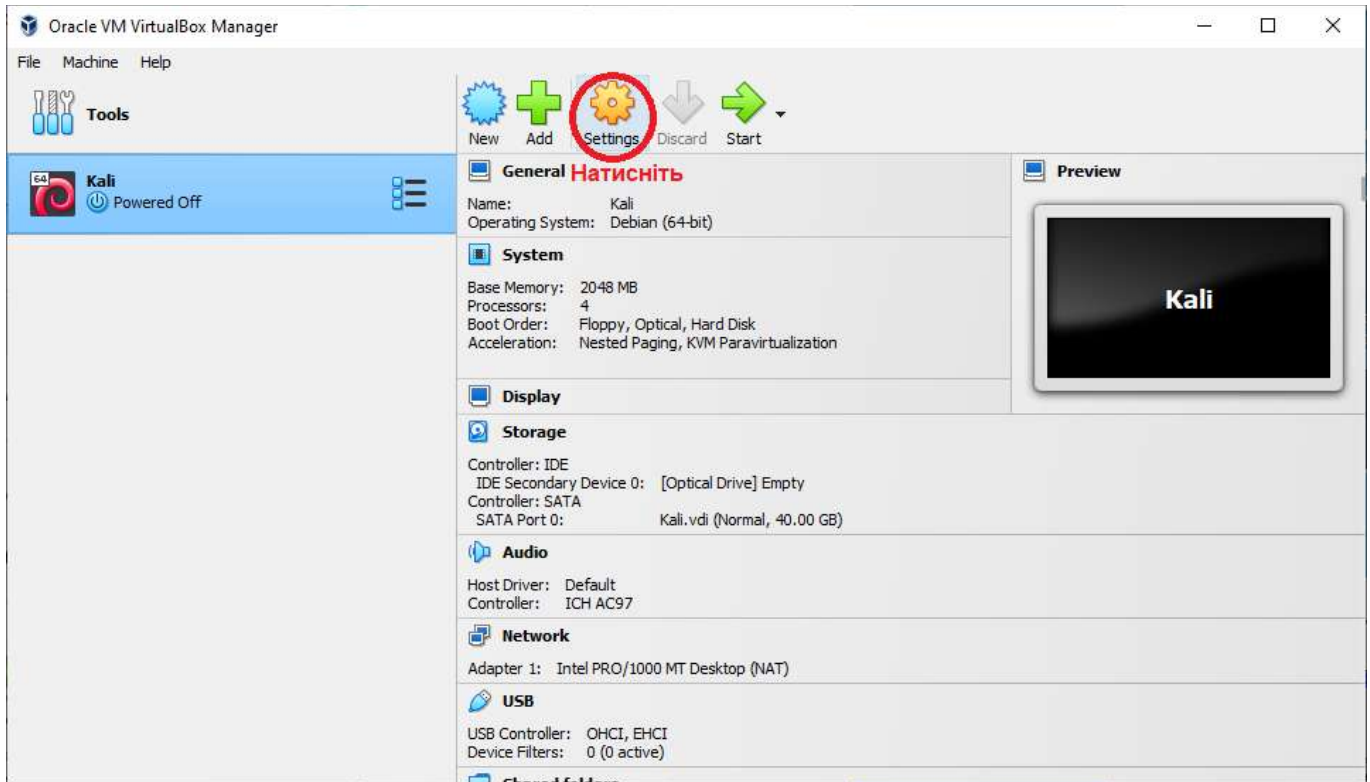 Oracle VM VirtualBox Manager
File Machine Help
Tools
New Add Settings Discard Start
64
Kali
Powered Off
General Натисніть
Name: Kali
Operating System: Debian (64-bit)
System
Base Memory: 2048 MB
Processors: 4
Boot Order: Floppy, Optical, Hard Disk
Acceleration: Nested Paging, KVM Paravirtualization
Display
Preview
Kali
Storage
Controller: IDE
IDE Secondary Device 0: [Optical Drive] Empty
Controller: SATA
SATA Port 0: Kali.vdi (Normal, 40.00 GB)
Audio
Host Driver: Default
Controller: ICH AC97
Network
Adapter 1: Intel PRO/1000 MT Desktop (NAT)
USB
USB Controller: OHCI, EHCI
Device Filters: 0 (0 active)
Shared folders